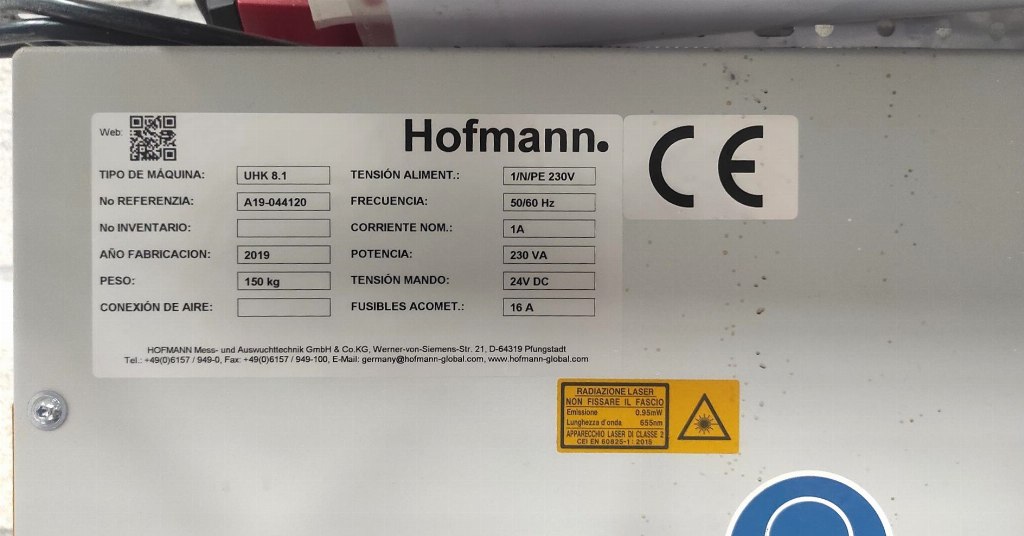 Web:
Hofmann.
CE
TIPO DE MÁQUINA: UHK 8.1 TENSIÓN ALIMENT.: 1/N/PE 230V
No REFERENZIA: A19-044120 FRECUENCIA: 50/60 Hz
No INVENTARIO: CORRIENTE NOM.: 1A
AÑO FABRICACION: 2019 POTENCIA: 230 VA
PESO: 150 kg TENSIÓN MANDO: 24V DC
CONEXIÓN DE AIRE: FUSIBLES ACOMET.: 16 A
HOFMANN Mess- und Auswuchttechnik GmbH & Co.KG, Werner-von-Siemens-Str. 21, D-64319 Pfungstadt
Tel.: +49(0)6157 / 949-0, Fax: +49(0)6157 / 949-100, E-Mail: germany@hofmann-global.com, www.hofmann-global.com
RADIAZIONE LASER
NON FISSARE IL FASCIO
Emissione 0.95mW
Lunghezza d'onda 655nm
APPARECCHIO LASER DI CLASSE 2
CEI EN 60825-1: 2015